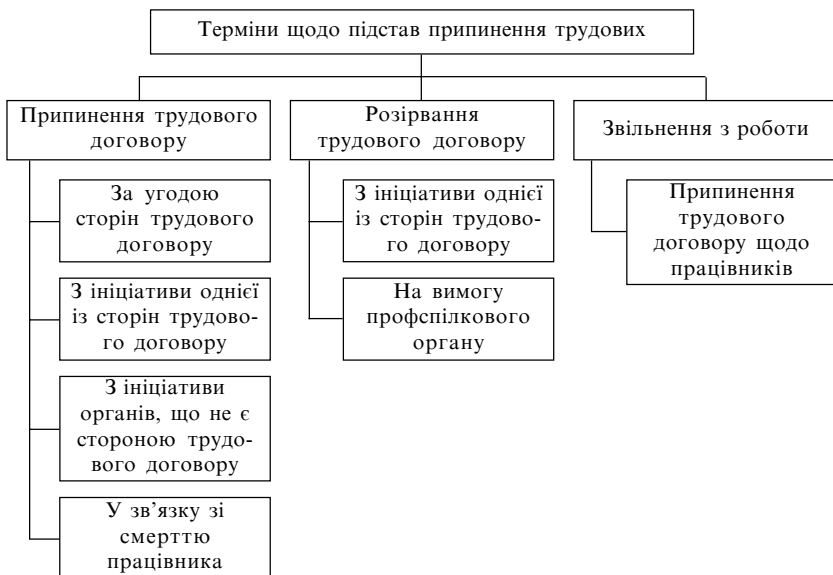 Терміни щодо підстав припинення трудових
Припинення трудового
договору
За угодою
сторін трудового
договору
З ініціативи однієї
із сторін трудово-
го договору
З ініціативи
органів, що не є
стороною трудо-
вого договору
У зв'язку зі
смерттю
працівника
Розірвання
трудового договору
З ініціативи однієї
із сторін трудово-
го договору
На вимогу
профспілкового
органу
Звільнення з роботи
Припинення
трудового
договору щодо
працівників